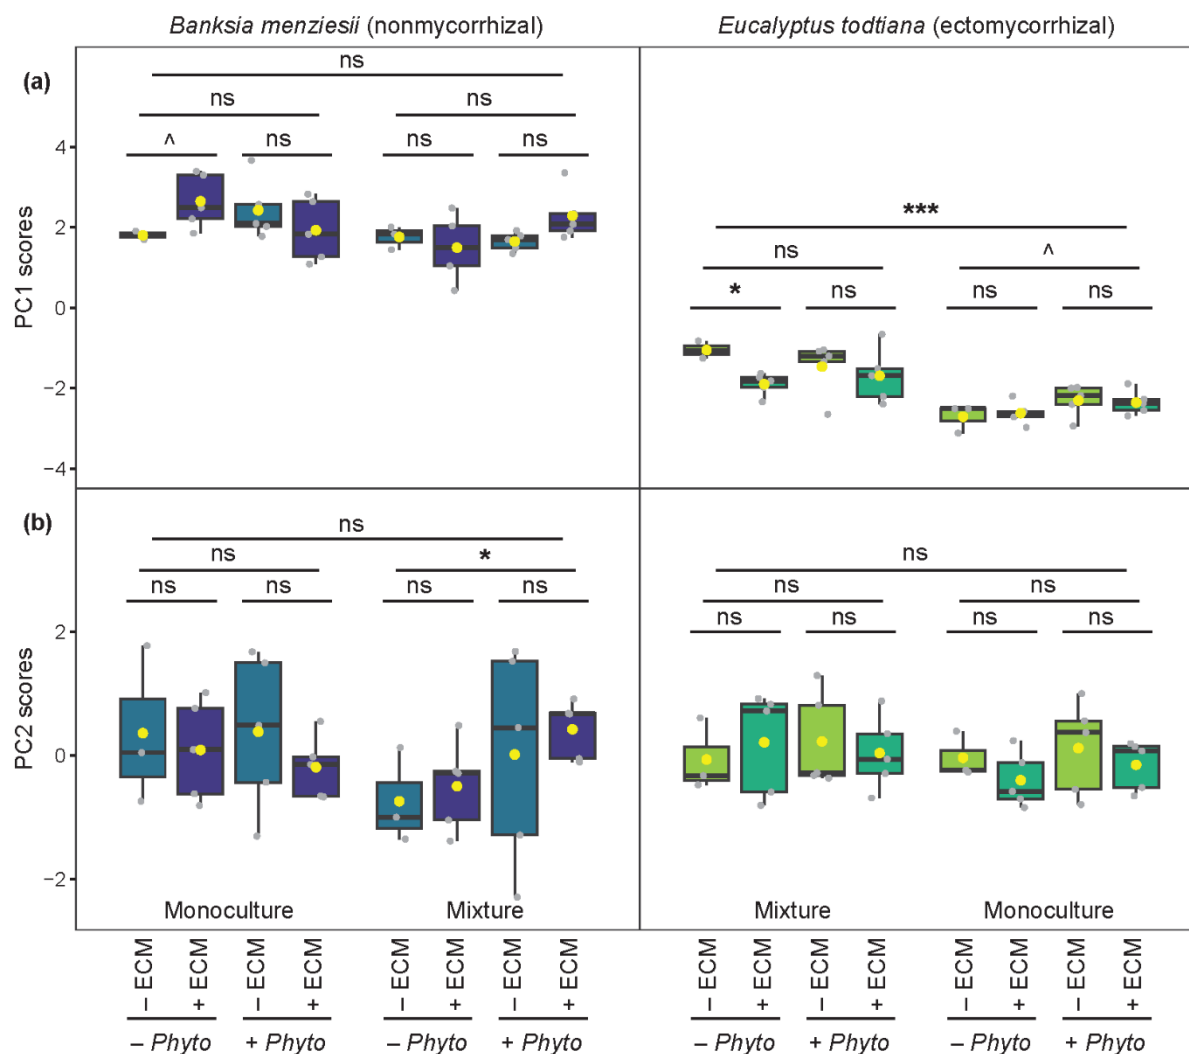 Banksia menziesii (nonmycorrhizal) Eucalyptus todtiana (ectomycorrhizal)
(a)
ns
ns ns
^ ns ns ns
***
ns ^
* ns ns ns
PC1 scores
4
2
0
−2
−4
(b)
ns
ns * ns
ns ns ns ns ns ns
ns ns ns ns
PC2 scores
2
0
−2
Monoculture Mixture Mixture Monoculture
− ECM + ECM − ECM + ECM − ECM + ECM − ECM + ECM − ECM + ECM − ECM + ECM − ECM + ECM − ECM + ECM
− Phyto + Phyto − Phyto + Phyto − Phyto + Phyto − Phyto + Phyto